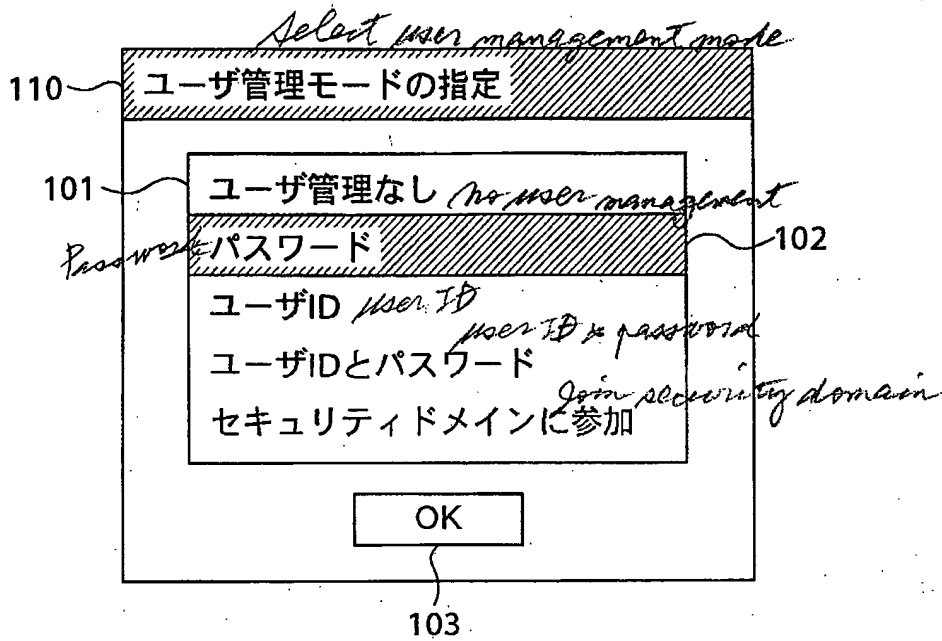 Select user management mode
110 ユーザ管理モードの指定
101 ユーザ管理なし no user management
Password パスワード 102
ユーザID user ID
user ID & password
ユーザIDとパスワード
Join security domain
セキュリティドメインに参加
OK
103